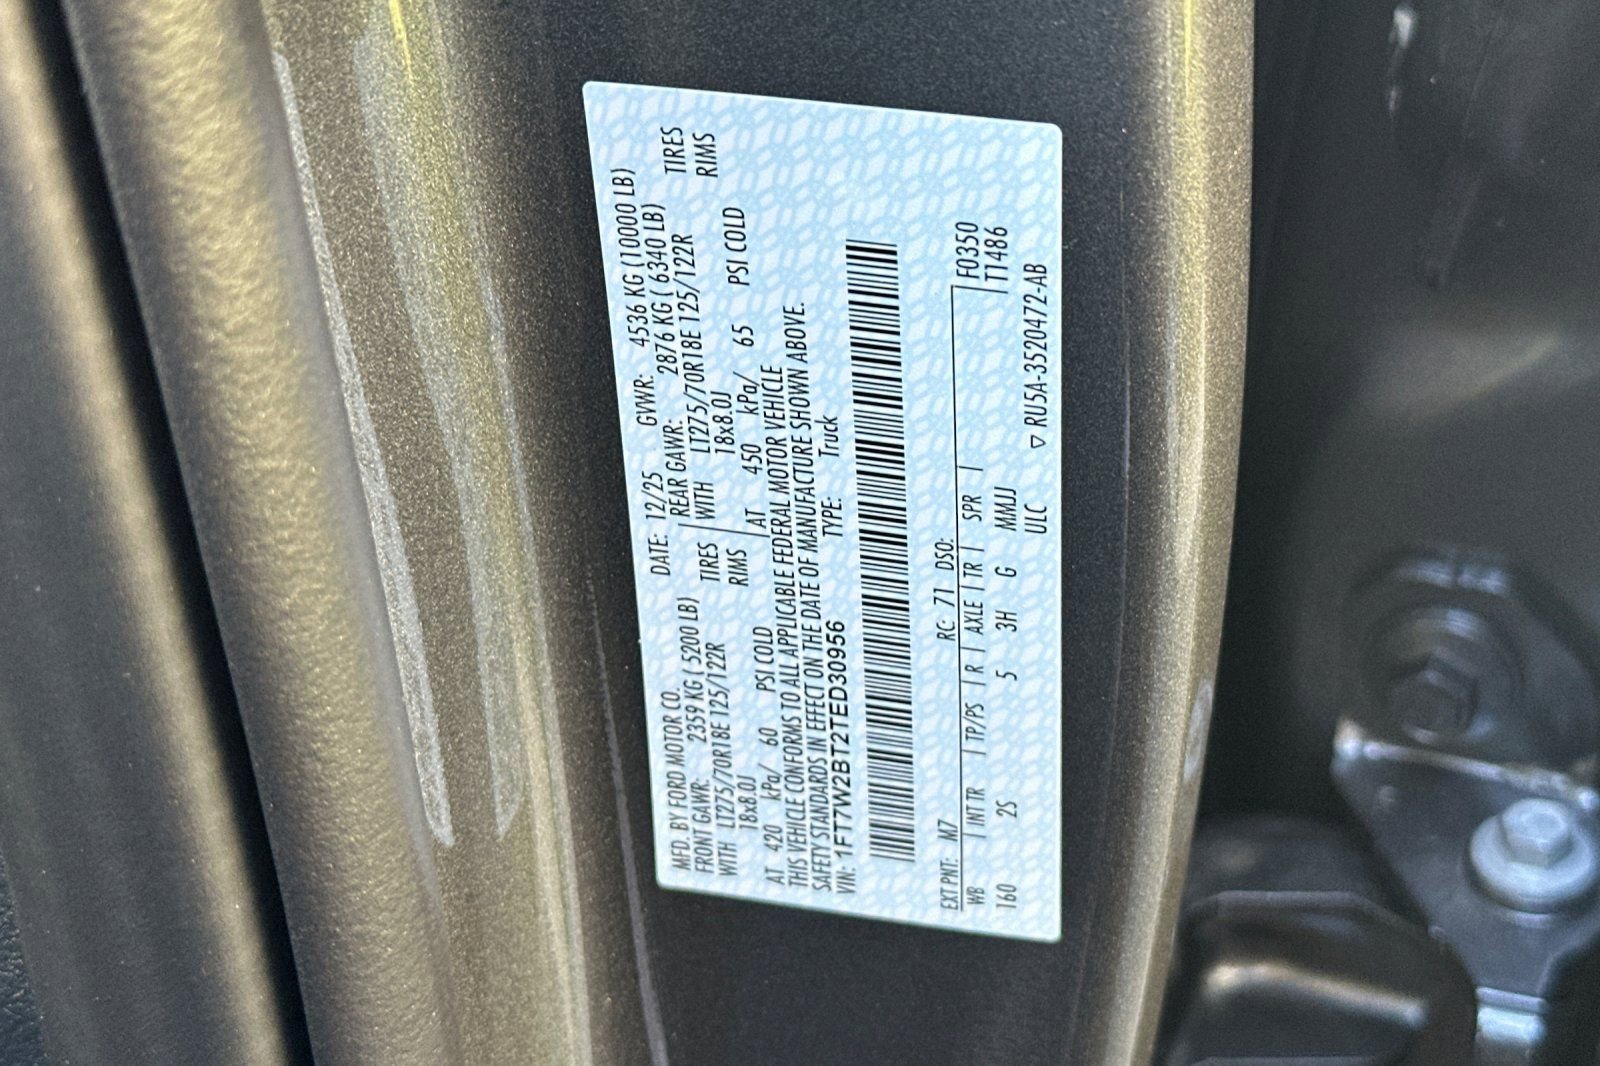 MFD. BY FORD MOTOR CO.
DATE: 12/25 GVWR: 4536 KG (10000 LB)
FRONT GAWR: 2359 KG ( 5200 LB) REAR GAWR: 2876 KG ( 6340 LB)
WITH LT275/70R18E 125/122R TIRES WITH LT275/70R18E 125/122R TIRES
18x8.0J RIMS 18x8.0J RIMS
AT 420 kPa/ 60 PSI COLD AT 450 kPa/ 65 PSI COLD
THIS VEHICLE CONFORMS TO ALL APPLICABLE FEDERAL MOTOR VEHICLE
SAFETY STANDARDS IN EFFECT ON THE DATE OF MANUFACTURE SHOWN ABOVE.
VIN: 1FT7W2BT2TED30956 TYPE: Truck
EXT PNT: M7 RC: 71 DSO: F0350
WB INT TR TP/PS R AXLE TR SPR T1486
160 2S 5 3H G MMJJ
ULC ▽ RU5A-3520472-AB